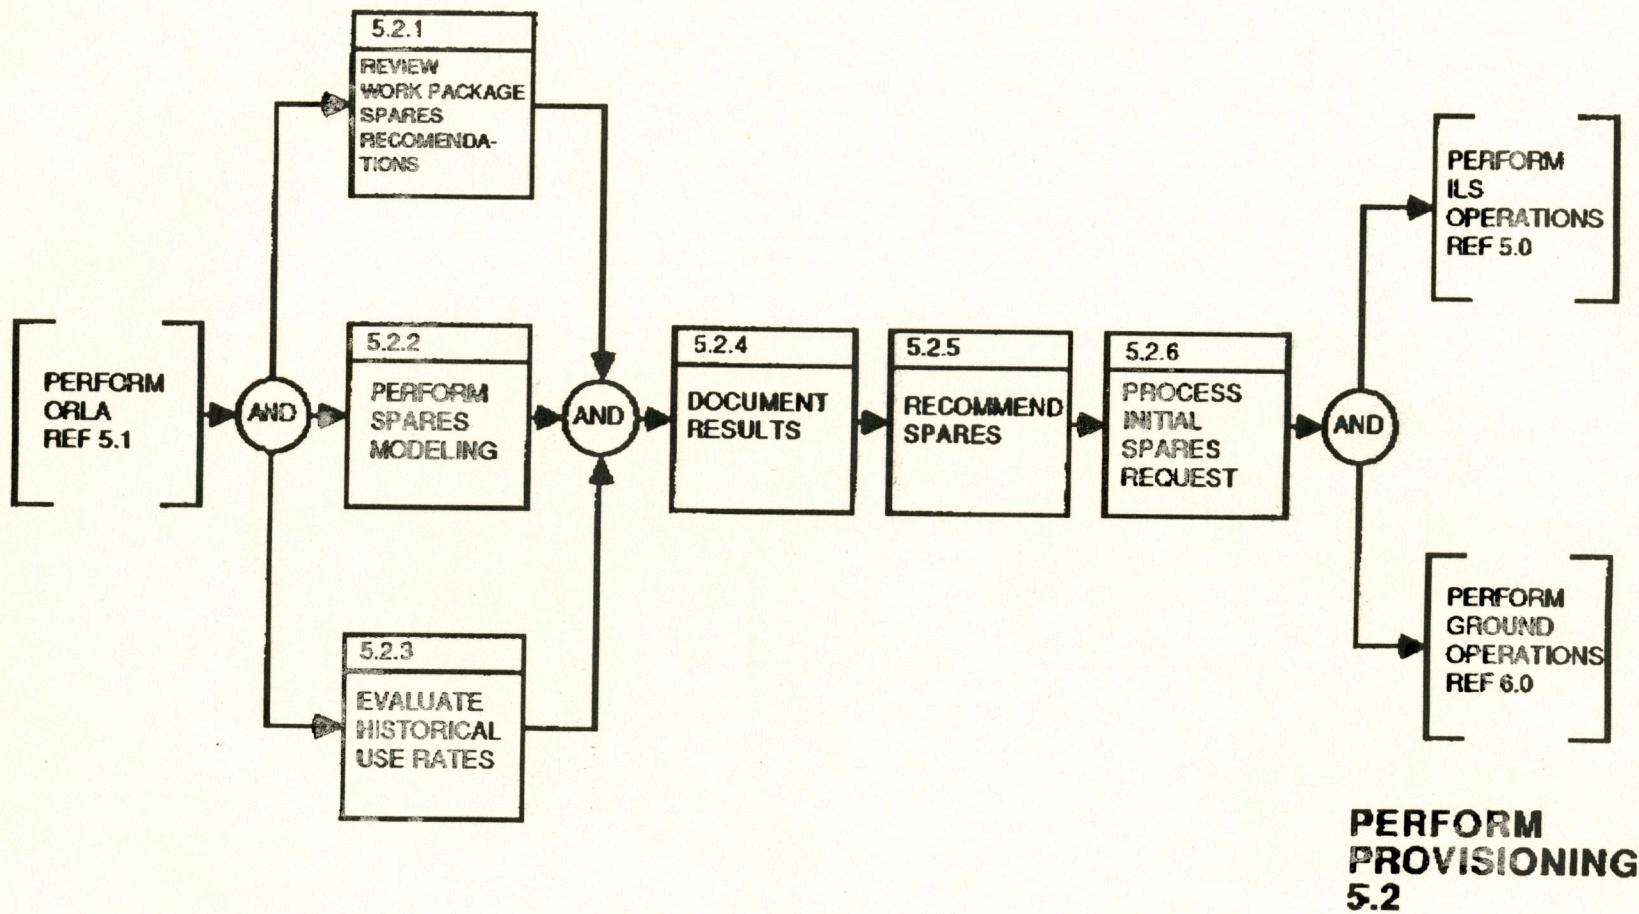 5.2.1
REVIEW
WORK PACKAGE
SPARES
RECOMENDA-
TIONS
PERFORM
ORLA
REF 5.1
AND
5.2.2
PERFORM
SPARES
MODELING
5.2.3
EVALUATE
HISTORICAL
USE RATES
AND
5.2.4
DOCUMENT
RESULTS
5.2.5
RECOMMEND
SPARES
5.2.6
PROCESS
INITIAL
SPARES
REQUEST
AND
PERFORM
ILS
OPERATIONS
REF 5.0
PERFORM
GROUND
OPERATIONS
REF 6.0
PERFORM
PROVISIONING
5.2